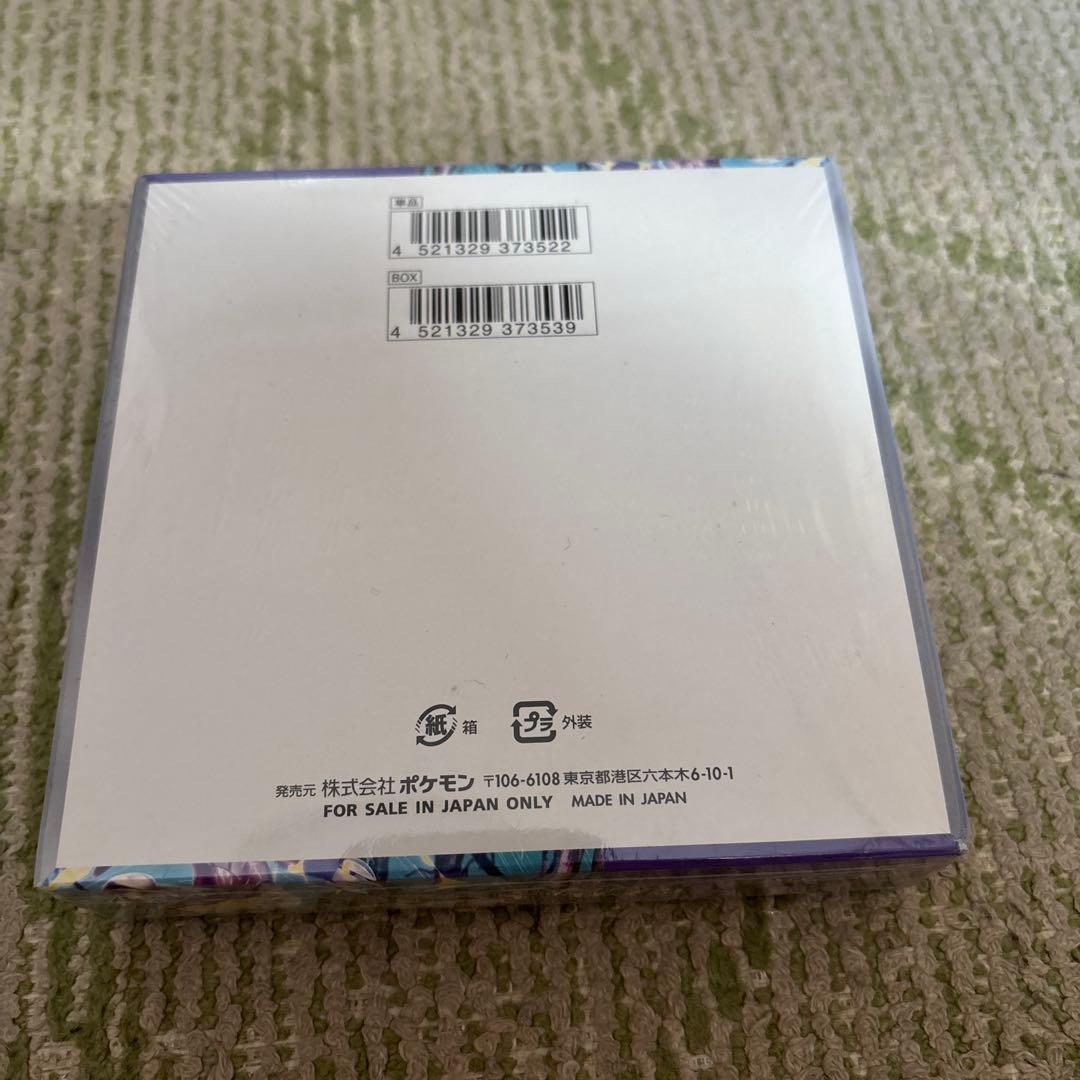 単品
4 521329 373522
BOX
4 521329 373539
紙 箱 プラ 外装
発売元 株式会社ポケモン 〒106-6108 東京都港区六本木6-10-1
FOR SALE IN JAPAN ONLY MADE IN JAPAN